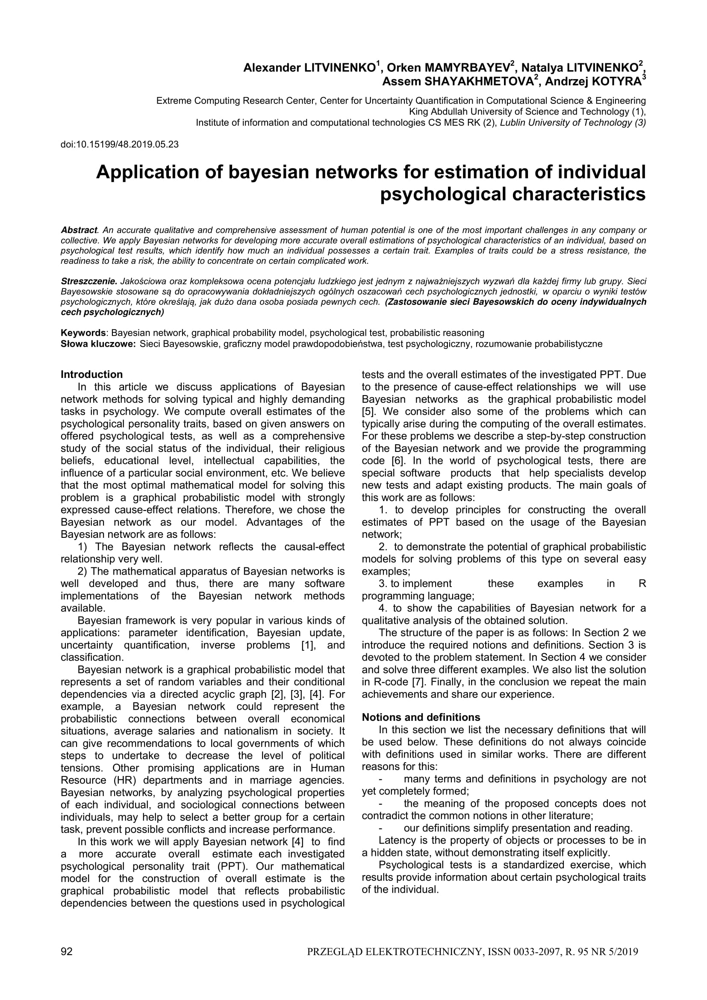 Alexander LITVINENKO1, Orken MAMYRBAYEV2, Natalya LITVINENKO2,
Assem SHAYAKHMETOVA2, Andrzej KOTYRA3
Extreme Computing Research Center, Center for Uncertainty Quantification in Computational Science & Engineering
King Abdullah University of Science and Technology (1),
Institute of information and computational technologies CS MES RK (2), Lublin University of Technology (3)
doi:10.15199/48.2019.05.23
Application of bayesian networks for estimation of individual
psychological characteristics
Abstract. An accurate qualitative and comprehensive assessment of human potential is one of the most important challenges in any company or
collective. We apply Bayesian networks for developing more accurate overall estimations of psychological characteristics of an individual, based on
psychological test results, which identify how much an individual possesses a certain trait. Examples of traits could be a stress resistance, the
readiness to take a risk, the ability to concentrate on certain complicated work.
Streszczenie. Jakościowa oraz kompleksowa ocena potencjału ludzkiego jest jednym z najważniejszych wyzwań dla każdej firmy lub grupy. Sieci
Bayesowskie stosowane są do opracowywania dokładniejszych ogólnych oszacowań cech psychologicznych jednostki, w oparciu o wyniki testów
psychologicznych, które określają, jak dużo dana osoba posiada pewnych cech. (Zastosowanie sieci Bayesowskich do oceny indywidualnych
cech psychologicznych)
Keywords: Bayesian network, graphical probability model, psychological test, probabilistic reasoning
Słowa kluczowe: Sieci Bayesowskie, graficzny model prawdopodobieństwa, test psychologiczny, rozumowanie probabilistyczne
Introduction
In this article we discuss applications of Bayesian
network methods for solving typical and highly demanding
tasks in psychology. We compute overall estimates of the
psychological personality traits, based on given answers on
offered psychological tests, as well as a comprehensive
study of the social status of the individual, their religious
beliefs, educational level, intellectual capabilities, the
influence of a particular social environment, etc. We believe
that the most optimal mathematical model for solving this
problem is a graphical probabilistic model with strongly
expressed cause-effect relations. Therefore, we chose the
Bayesian network as our model. Advantages of the
Bayesian network are as follows:
1) The Bayesian network reflects the causal-effect
relationship very well.
2) The mathematical apparatus of Bayesian networks is
well developed and thus, there are many software
implementations of the Bayesian network methods
available.
Bayesian framework is very popular in various kinds of
applications: parameter identification, Bayesian update,
uncertainty quantification, inverse problems [1], and
classification.
Bayesian network is a graphical probabilistic model that
represents a set of random variables and their conditional
dependencies via a directed acyclic graph [2], [3], [4]. For
example, a Bayesian network could represent the
probabilistic connections between overall economical
situations, average salaries and nationalism in society. It
can give recommendations to local governments of which
steps to undertake to decrease the level of political
tensions. Other promising applications are in Human
Resource (HR) departments and in marriage agencies.
Bayesian networks, by analyzing psychological properties
of each individual, and sociological connections between
individuals, may help to select a better group for a certain
task, prevent possible conflicts and increase performance.
In this work we will apply Bayesian network [4] to find
a more accurate overall estimate each investigated
psychological personality trait (PPT). Our mathematical
model for the construction of overall estimate is the
graphical probabilistic model that reflects probabilistic
dependencies between the questions used in psychological
tests and the overall estimates of the investigated PPT. Due
to the presence of cause-effect relationships we will use
Bayesian networks as the graphical probabilistic model
[5]. We consider also some of the problems which can
typically arise during the computing of the overall estimates.
For these problems we describe a step-by-step construction
of the Bayesian network and we provide the programming
code [6]. In the world of psychological tests, there are
special software products that help specialists develop
new tests and adapt existing products. The main goals of
this work are as follows:
1. to develop principles for constructing the overall
estimates of PPT based on the usage of the Bayesian
network;
2. to demonstrate the potential of graphical probabilistic
models for solving problems of this type on several easy
examples;
3. to implement these examples in R
programming language;
4. to show the capabilities of Bayesian network for a
qualitative analysis of the obtained solution.
The structure of the paper is as follows: In Section 2 we
introduce the required notions and definitions. Section 3 is
devoted to the problem statement. In Section 4 we consider
and solve three different examples. We also list the solution
in R-code [7]. Finally, in the conclusion we repeat the main
achievements and share our experience.
Notions and definitions
In this section we list the necessary definitions that will
be used below. These definitions do not always coincide
with definitions used in similar works. There are different
reasons for this:
- many terms and definitions in psychology are not
yet completely formed;
- the meaning of the proposed concepts does not
contradict the common notions in other literature;
- our definitions simplify presentation and reading.
Latency is the property of objects or processes to be in
a hidden state, without demonstrating itself explicitly.
Psychological tests is a standardized exercise, which
results provide information about certain psychological traits
of the individual.
92 PRZEGLĄD ELEKTROTECHNICZNY, ISSN 0033-2097, R. 95 NR 5/2019